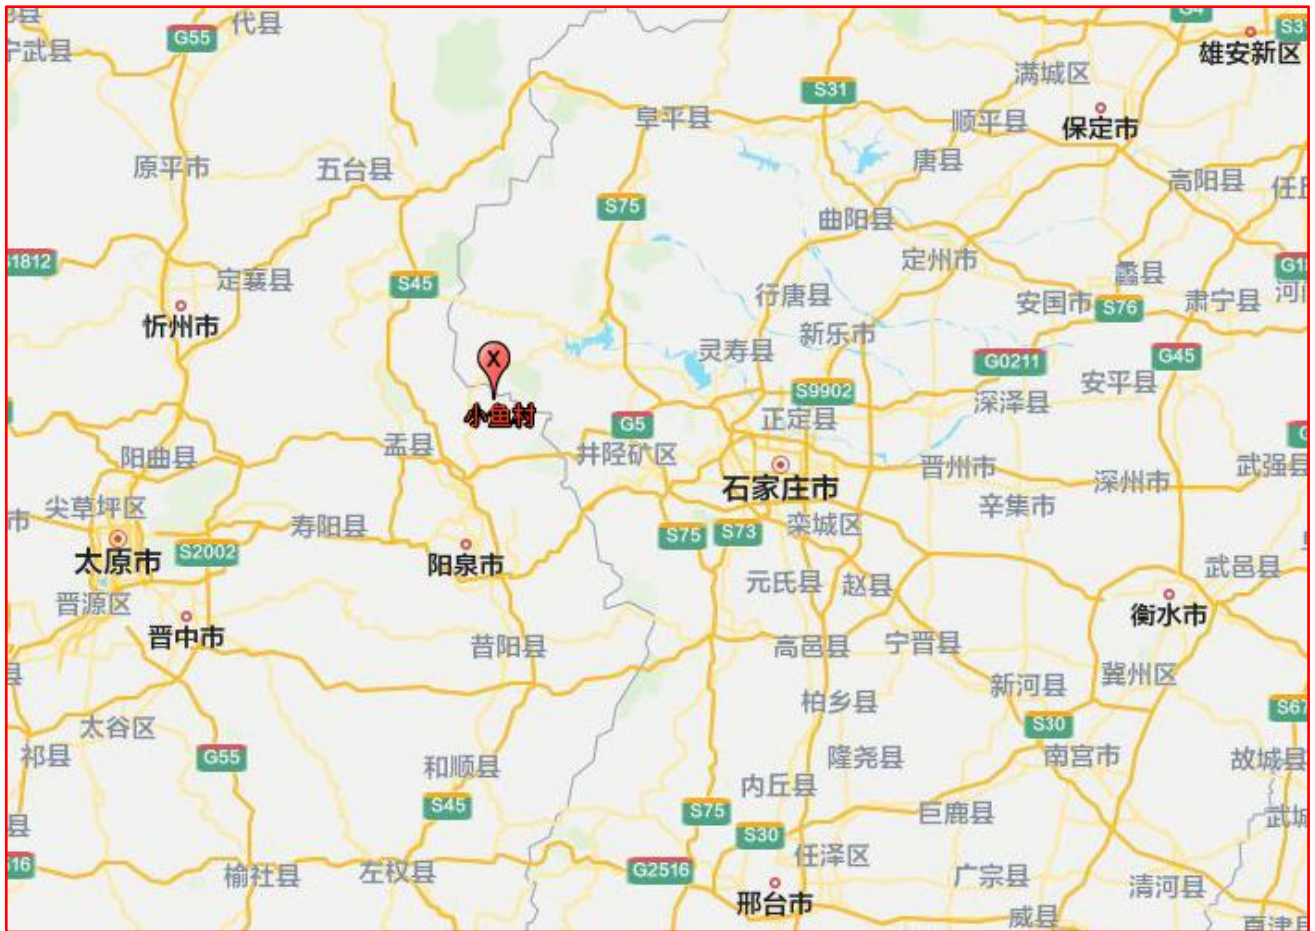 代县
G55
宁武县
雄安新区
满城区
S31
阜平县
顺平县
保定市
原平市
五台县
唐县
高阳县
S75
曲阳县
定州市
定襄县
S45
蠡县
行唐县
安国市
S76
肃宁县
忻州市
新乐市
灵寿县
G0211
G45
安平县
X
S9902
深泽县
小鱼村
G5
正定县
盂县
阳曲县
井陉矿区
晋州市
武强县
石家庄市
深州市
尖草坪区
寿阳县
辛集市
栾城区
S75
S73
太原市
S2002
阳泉市
武邑县
元氏县
赵县
晋源区
衡水市
晋中市
昔阳县
高邑县
宁晋县
冀州区
新河县
柏乡县
太谷区
S30
祁县
G55
和顺县
隆尧县
南宫市
故城县
内丘县
S45
S75
巨鹿县
S30
任泽区
G2516
榆社县
左权县
广宗县
清河县
邢台市
威县